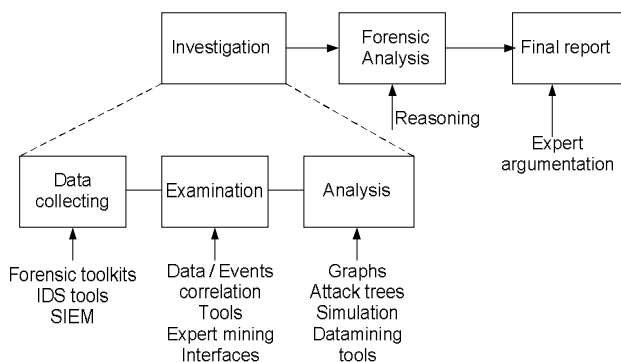 Investigation
Forensic
Analysis
Final report
Reasoning
Expert
argumentation
Data
collecting
Examination
Analysis
Forensic toolkits
IDS tools
SIEM
Data / Events
correlation
Tools
Expert mining
Interfaces
Graphs
Attack trees
Simulation
Datamining
tools